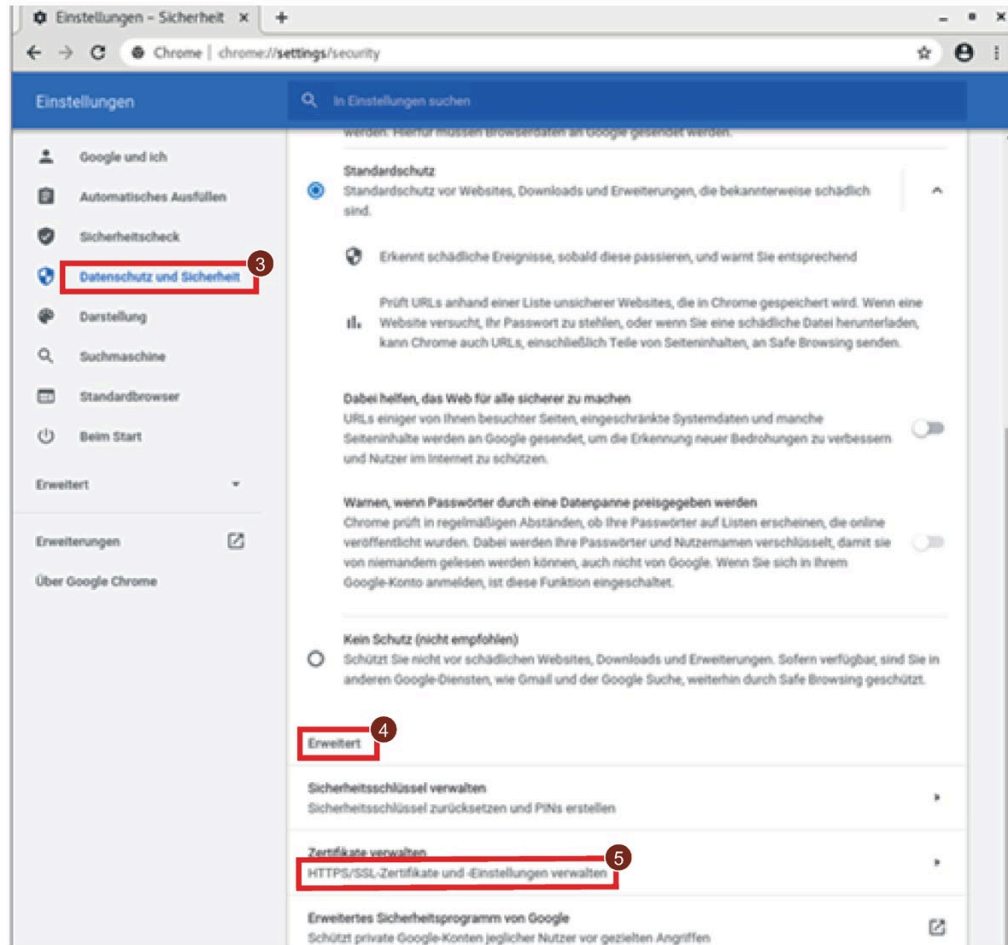 Einstellungen – Sicherheit × +
Chrome | chrome://settings/security
Einstellungen
In Einstellungen suchen
Google und ich
Automatisches Ausfüllen
Sicherheitscheck
Datenschutz und Sicherheit
3
Darstellung
Suchmaschine
Standardbrowser
Beim Start
Erweitert
Erweiterungen
Über Google Chrome
werden. Hierfür müssen Browserdaten an Google gesendet werden.
Standardschutz
Standardschutz vor Websites, Downloads und Erweiterungen, die bekannterweise schädlich
sind.
Erkennt schädliche Ereignisse, sobald diese passieren, und warnt Sie entsprechend
Prüft URLs anhand einer Liste unsicherer Websites, die in Chrome gespeichert wird. Wenn eine
Website versucht, Ihr Passwort zu stehlen, oder wenn Sie eine schädliche Datei herunterladen,
kann Chrome auch URLs, einschließlich Teile von Seiteninhalten, an Safe Browsing senden.
Dabei helfen, das Web für alle sicherer zu machen
URLs einiger von Ihnen besuchter Seiten, eingeschränkte Systemdaten und manche
Seiteninhalte werden an Google gesendet, um die Erkennung neuer Bedrohungen zu verbessern
und Nutzer im Internet zu schützen.
Warnen, wenn Passwörter durch eine Datenpanne preisgegeben werden
Chrome prüft in regelmäßigen Abständen, ob Ihre Passwörter auf Listen erscheinen, die online
veröffentlicht wurden. Dabei werden Ihre Passwörter und Nutzernamen verschlüsselt, damit sie
von niemandem gelesen werden können, auch nicht von Google. Wenn Sie sich in Ihrem
Google-Konto anmelden, ist diese Funktion eingeschaltet.
Kein Schutz (nicht empfohlen)
Schützt Sie nicht vor schädlichen Websites, Downloads und Erweiterungen. Sofern verfügbar, sind Sie in
anderen Google-Diensten, wie Gmail und der Google Suche, weiterhin durch Safe Browsing geschützt.
4
Erweitert
Sicherheitsschlüssel verwalten
Sicherheitsschlüssel zurücksetzen und PINs erstellen
Zertifikate verwalten
5
HTTPS/SSL-Zertifikate und -Einstellungen verwalten
Erweitertes Sicherheitsprogramm von Google
Schützt private Google-Konten jeglicher Nutzer vor gezielten Angriffen